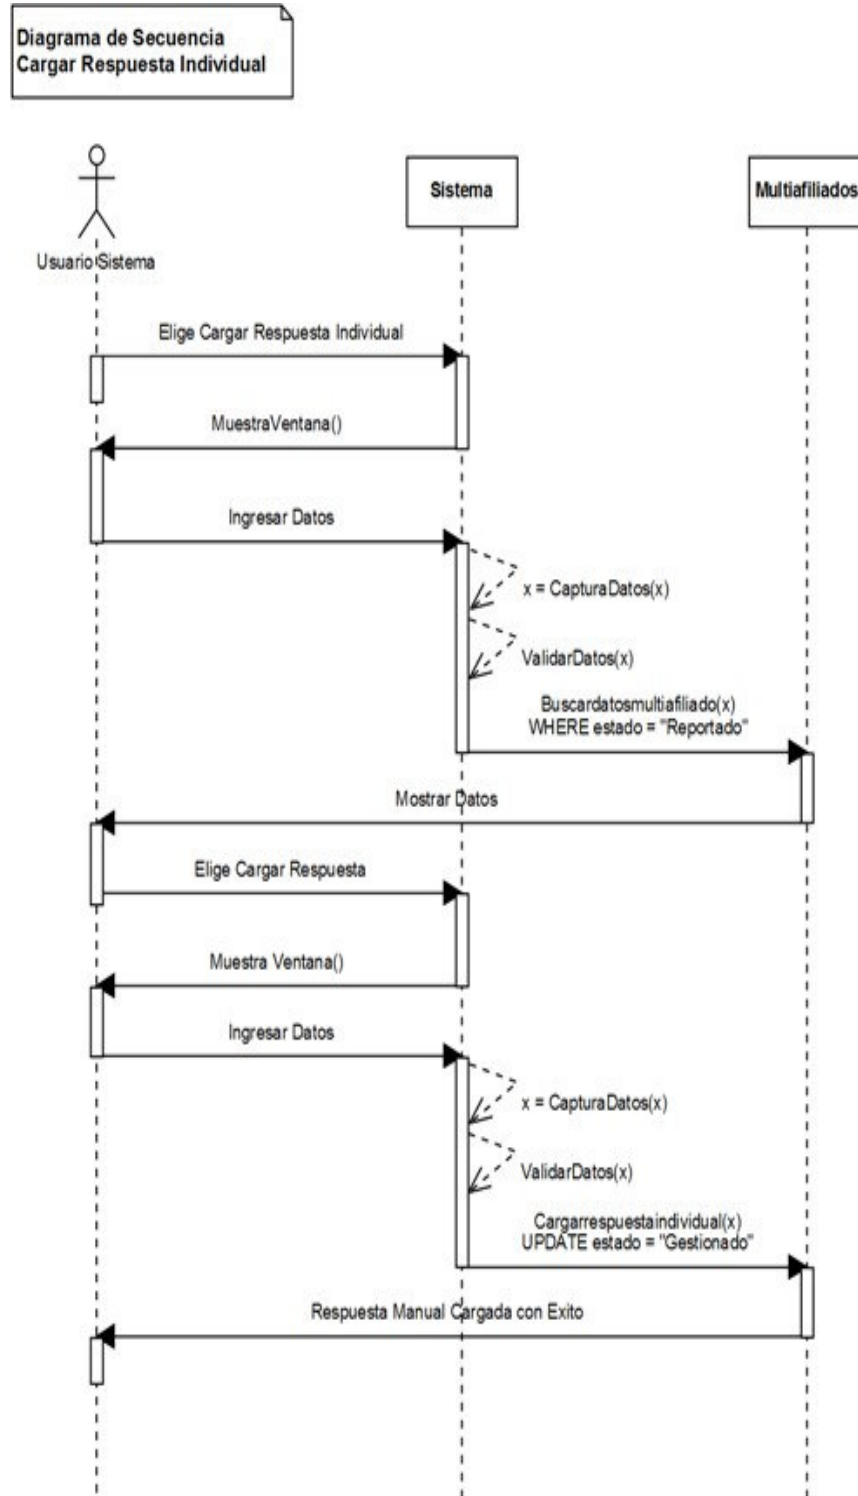 Diagrama de Secuencia
Cargar Respuesta Individual
Usuario Sistema
Sistema
Multiafiliados
Elige Cargar Respuesta Individual
MuestraVentana()
Ingresar Datos
x = CapturaDatos(x)
ValidarDatos(x)
Buscardatosmultiafiliado(x)
WHERE estado = "Reportado"
Mostrar Datos
Elige Cargar Respuesta
Muestra Ventana()
Ingresar Datos
x = CapturaDatos(x)
ValidarDatos(x)
Cargarrespuestaindividual(x)
UPDATE estado = "Gestionado"
Respuesta Manual Cargada con Exito